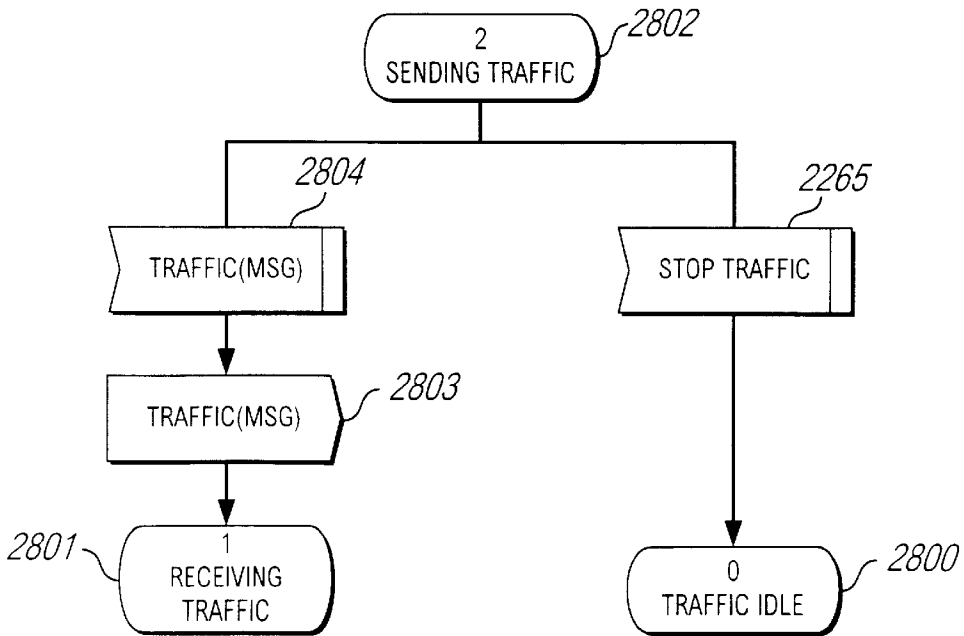 2
SENDING TRAFFIC
2802
2804
2265
TRAFFIC(MSG)
STOP TRAFFIC
TRAFFIC(MSG)
2803
2801
1
RECEIVING
TRAFFIC
0
TRAFFIC IDLE
2800